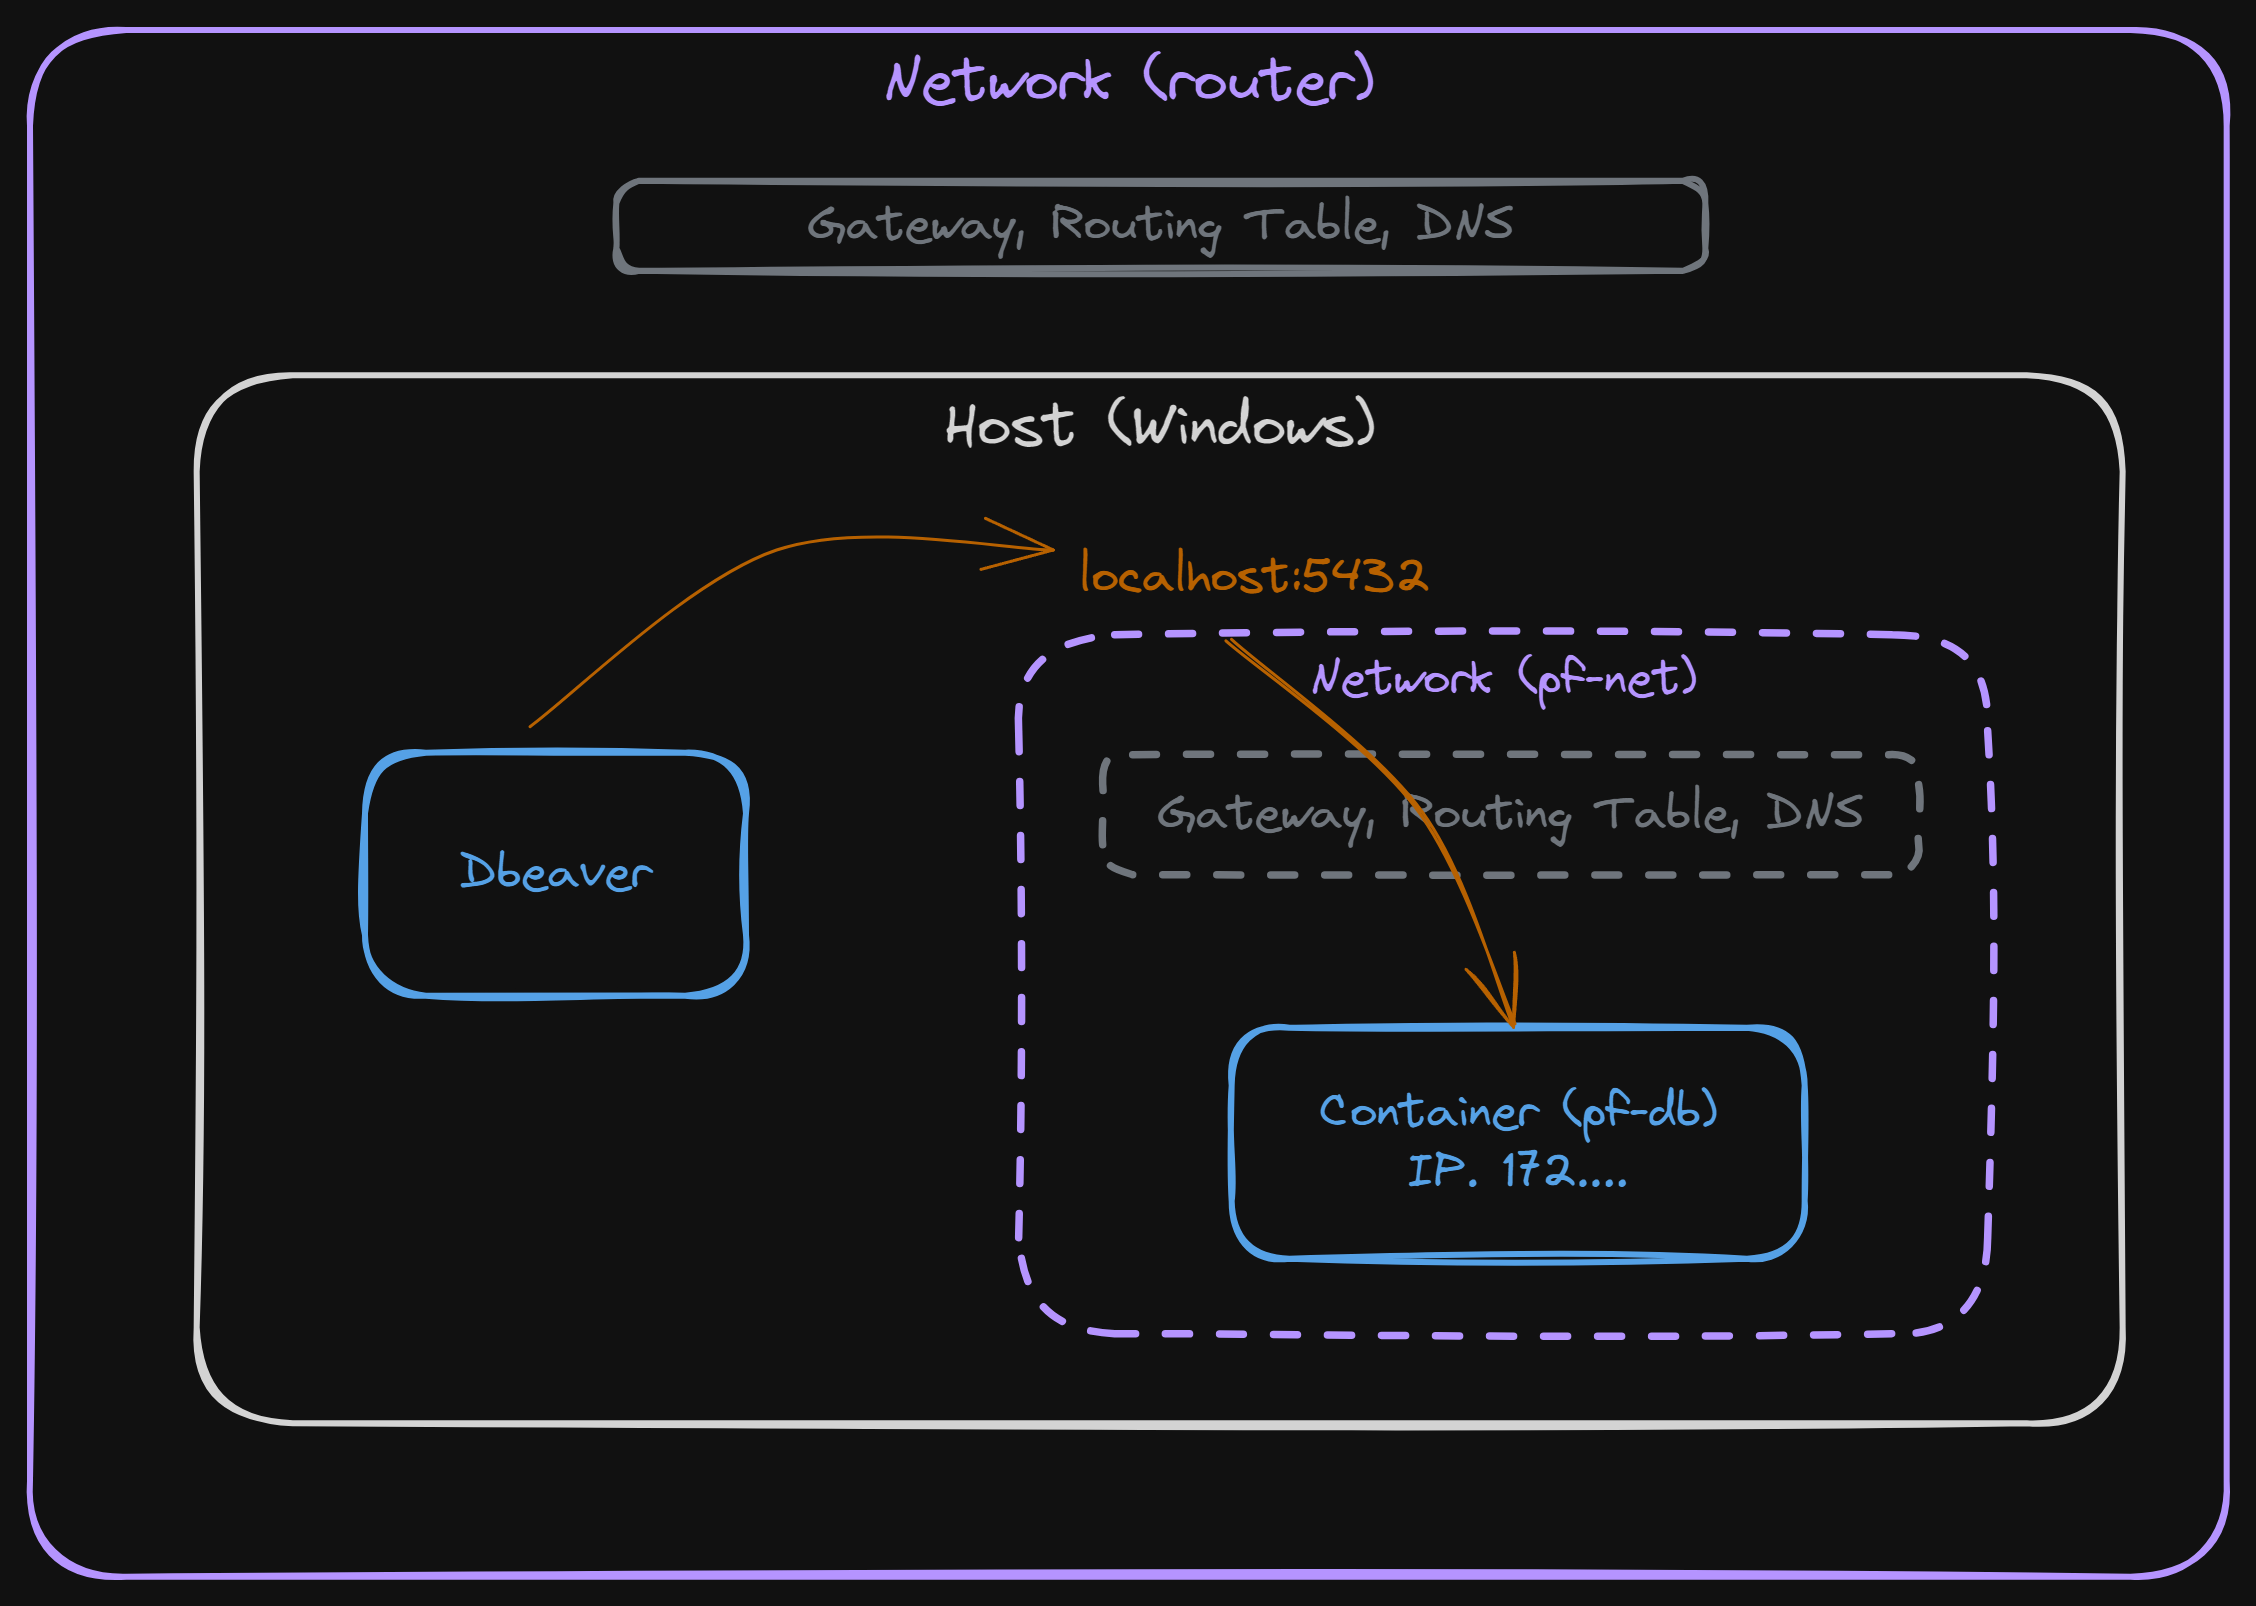 Network (router)
Gateway, Routing Table, DNS
Host (Windows)
localhost:5432
Network (pf-net)
Gateway, Routing Table, DNS
Dbeaver
Container (pf-db)
IP. 172....